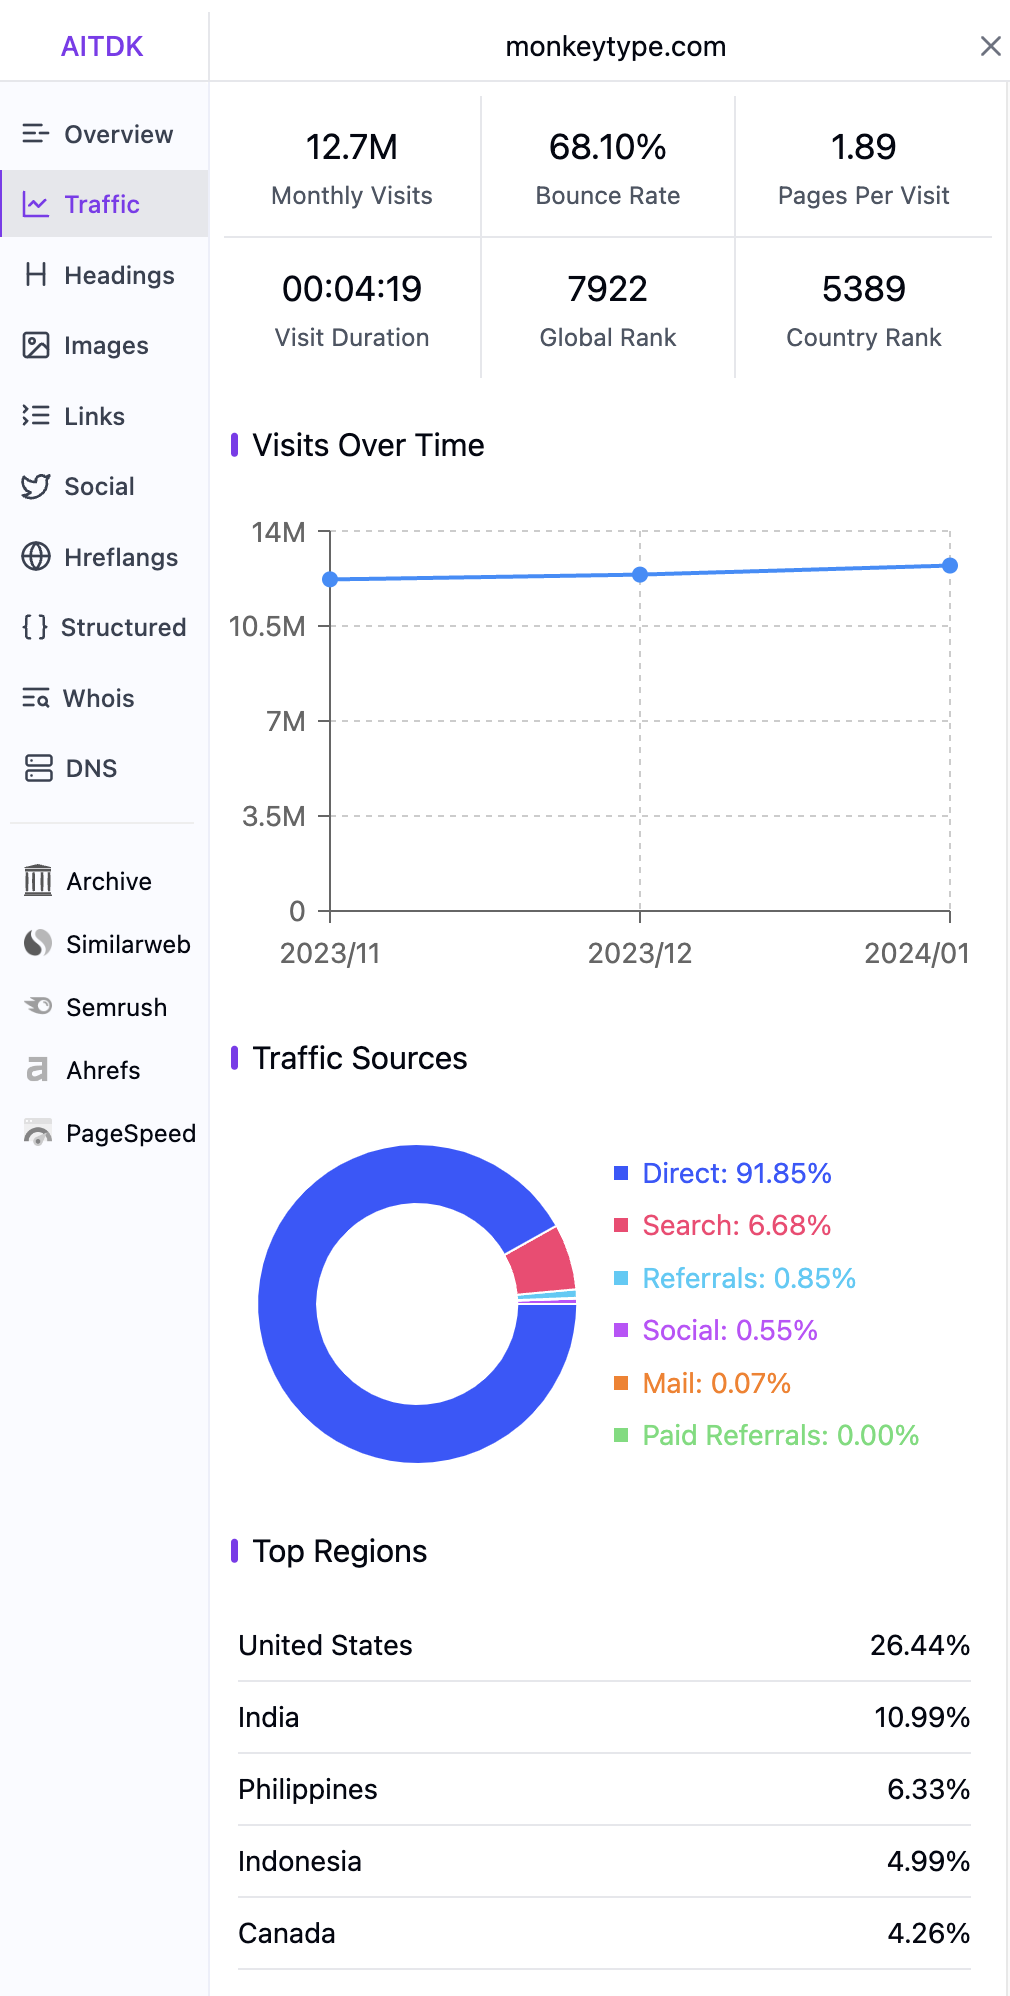 AITDK
monkeytype.com
Overview
Traffic
Headings
Images
Links
Social
Hreflangs
Structured
Whois
DNS
Archive
Similarweb
Semrush
Ahrefs
PageSpeed
12.7M 68.10% 1.89
Monthly Visits Bounce Rate Pages Per Visit
00:04:19 7922 5389
Visit Duration Global Rank Country Rank
Visits Over Time
14M
10.5M
7M
3.5M
0
2023/11 2023/12 2024/01
Traffic Sources
Direct: 91.85%
Search: 6.68%
Referrals: 0.85%
Social: 0.55%
Mail: 0.07%
Paid Referrals: 0.00%
Top Regions
United States 26.44%
India 10.99%
Philippines 6.33%
Indonesia 4.99%
Canada 4.26%